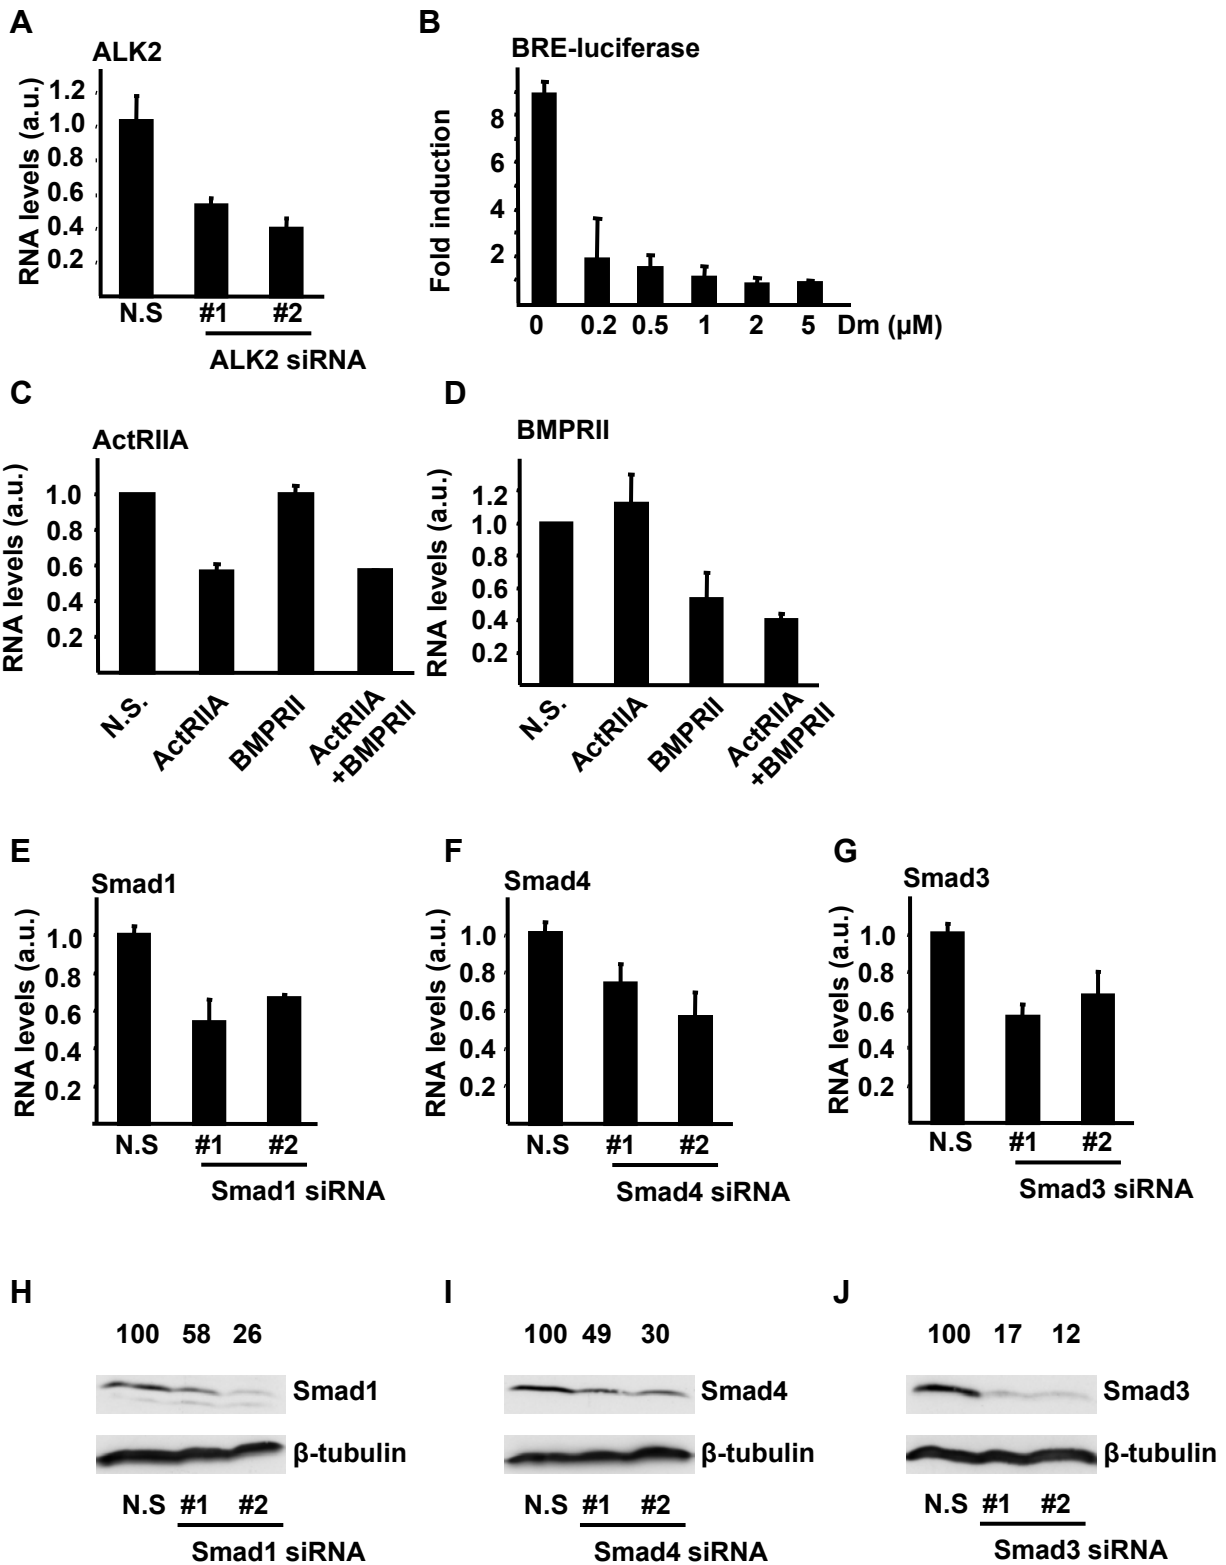 A
ALK2
RNA levels (a.u.)
1.2
1.0
0.8
0.6
0.4
0.2
N.S #1 #2
ALK2 siRNA
B
BRE-luciferase
Fold induction
8
6
4
2
0 0.2 0.5 1 2 5 Dm (µM)
C
ActRIIA
RNA levels (a.u.)
1.0
0.8
0.6
0.4
0.2
N.S.
ActRIIA
BMPRII
ActRIIA
+BMPRII
D
BMPRII
RNA levels (a.u.)
1.2
1.0
0.8
0.6
0.4
0.2
N.S.
ActRIIA
BMPRII
ActRIIA
+BMPRII
E
Smad1
RNA levels (a.u.)
1.0
0.8
0.6
0.4
0.2
N.S #1 #2
Smad1 siRNA
F
Smad4
RNA levels (a.u.)
1.0
0.8
0.6
0.4
0.2
N.S #1 #2
Smad4 siRNA
G
Smad3
RNA levels (a.u.)
1.0
0.8
0.6
0.4
0.2
N.S #1 #2
Smad3 siRNA
H
100 58 26
Smad1
β-tubulin
N.S #1 #2
Smad1 siRNA
I
100 49 30
Smad4
β-tubulin
N.S #1 #2
Smad4 siRNA
J
100 17 12
Smad3
β-tubulin
N.S #1 #2
Smad3 siRNA